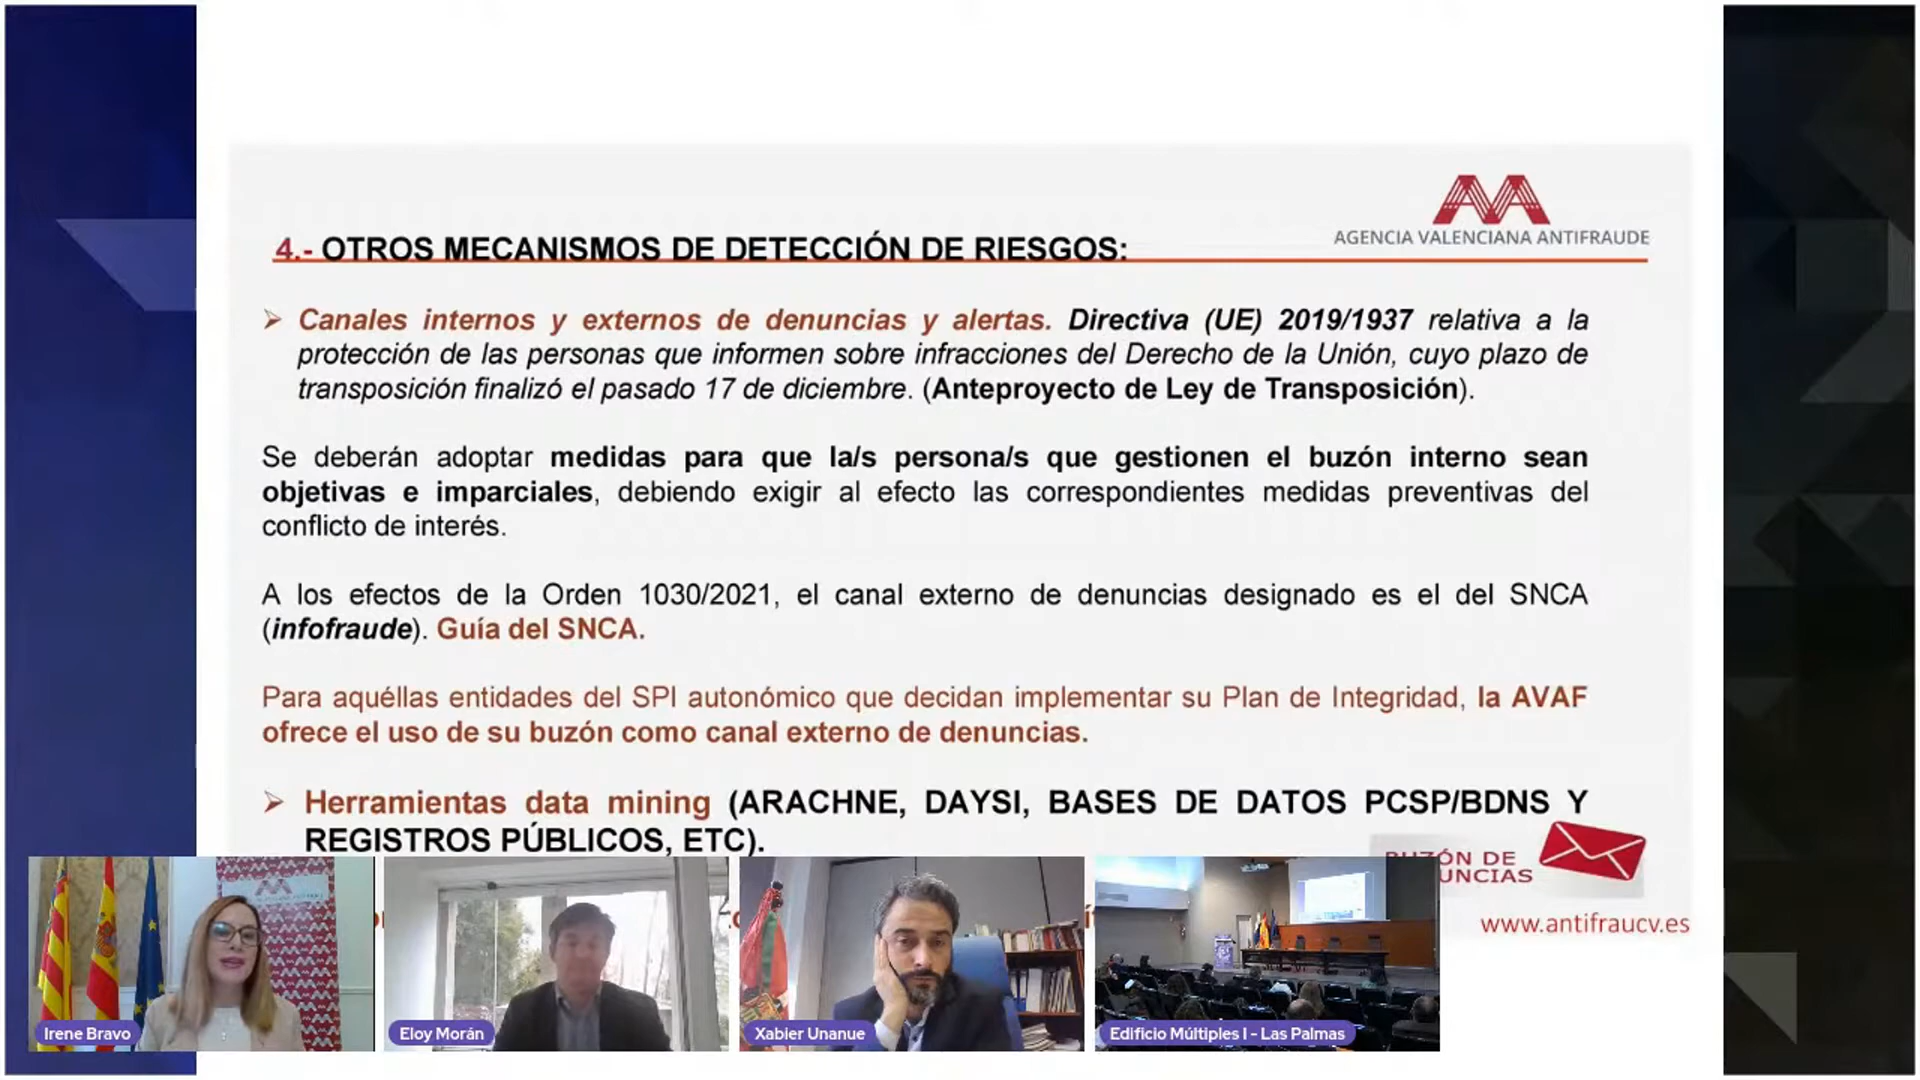 AGENCIA VALENCIANA ANTIFRAUDE
4.- OTROS MECANISMOS DE DETECCIÓN DE RIESGOS:
➢ Canales internos y externos de denuncias y alertas. Directiva (UE) 2019/1937 relativa a la
protección de las personas que informen sobre infracciones del Derecho de la Unión, cuyo plazo de
transposición finalizó el pasado 17 de diciembre. (Anteproyecto de Ley de Transposición).
Se deberán adoptar medidas para que la/s persona/s que gestionen el buzón interno sean
objetivas e imparciales, debiendo exigir al efecto las correspondientes medidas preventivas del
conflicto de interés.
A los efectos de la Orden 1030/2021, el canal externo de denuncias designado es el del SNCA
(infofraude). Guía del SNCA.
Para aquéllas entidades del SPI autonómico que decidan implementar su Plan de Integridad, la AVAF
ofrece el uso de su buzón como canal externo de denuncias.
➢ Herramientas data mining (ARACHNE, DAYSI, BASES DE DATOS PCSP/BDNS Y
REGISTROS PÚBLICOS, ETC).
BUZÓN DE
UNCIAS
www.antifraucv.es
Irene Bravo
Eloy Morán
Xabier Unanue
Edificio Múltiples I - Las Palmas